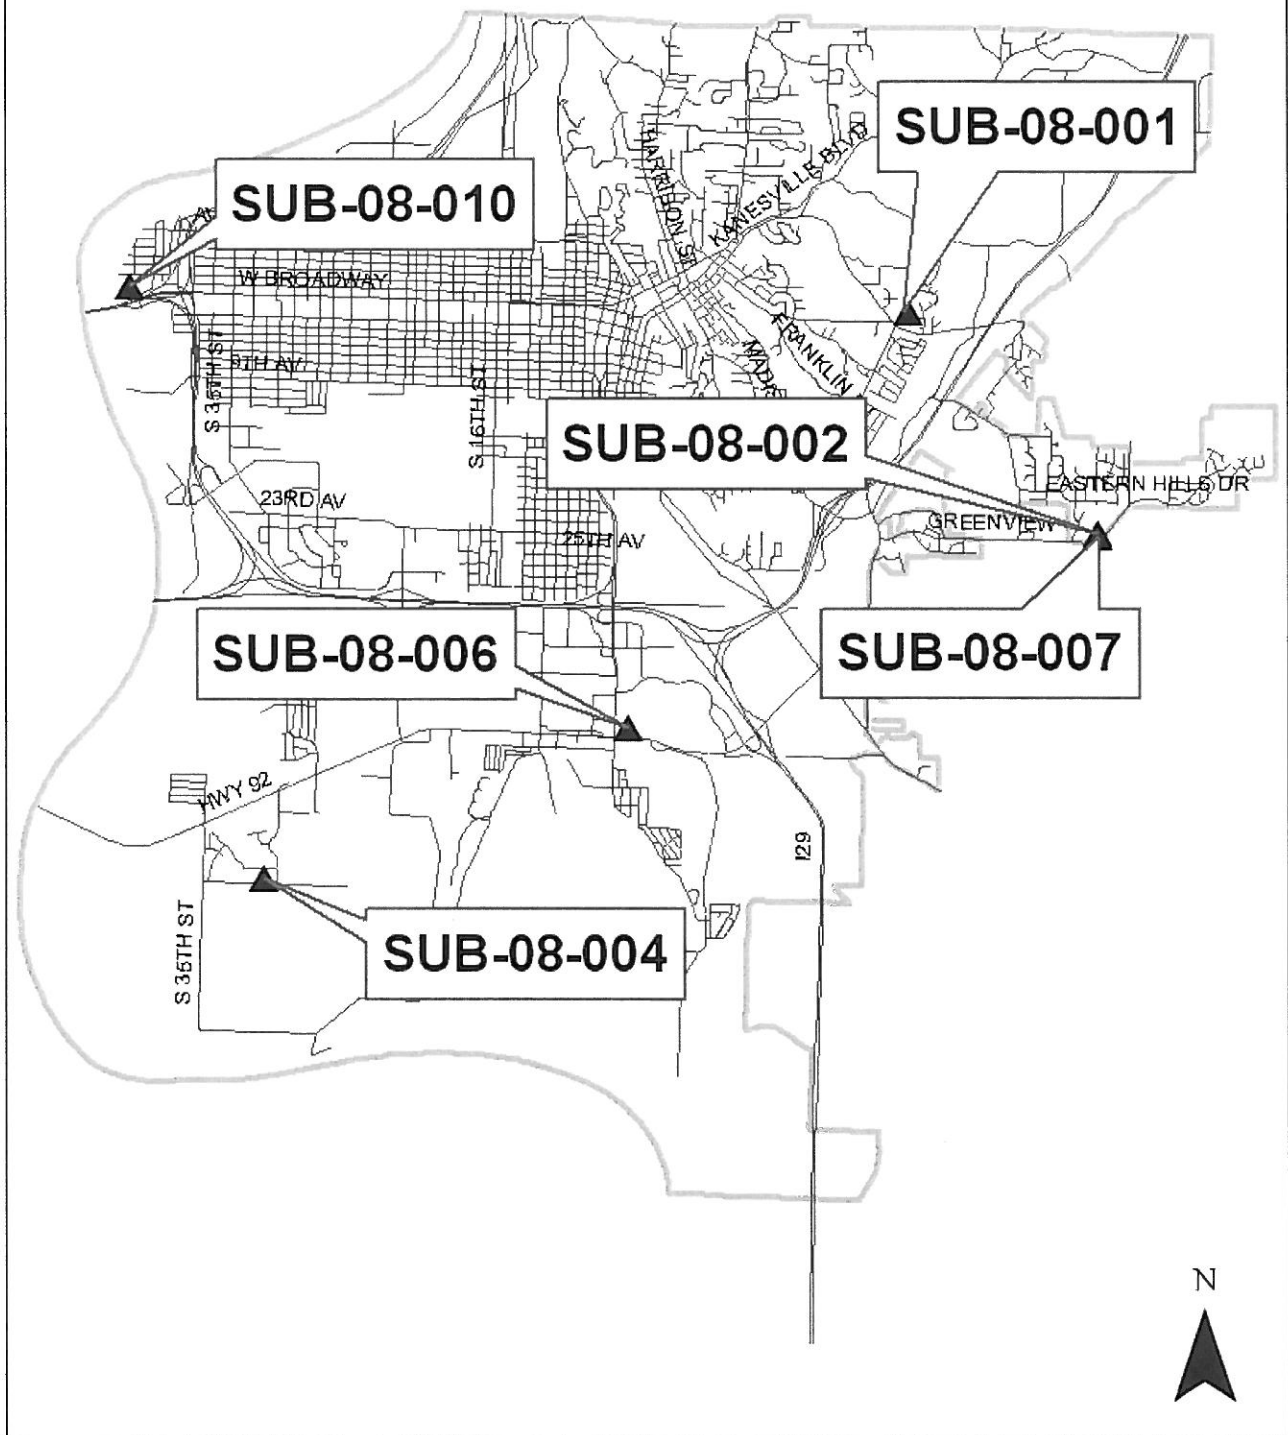 SUB-08-001
HARRISON ST
KANESVILLE BLVD
SUB-08-010
W BROADWAY
FRANKLIN
S 35TH ST
9TH AV
S 16TH ST
SUB-08-002
EASTERN HILLS DR
23RD AV
GREENVIEW
25TH AV
SUB-08-006
SUB-08-007
HWY 92
I29
S 35TH ST
SUB-08-004
N